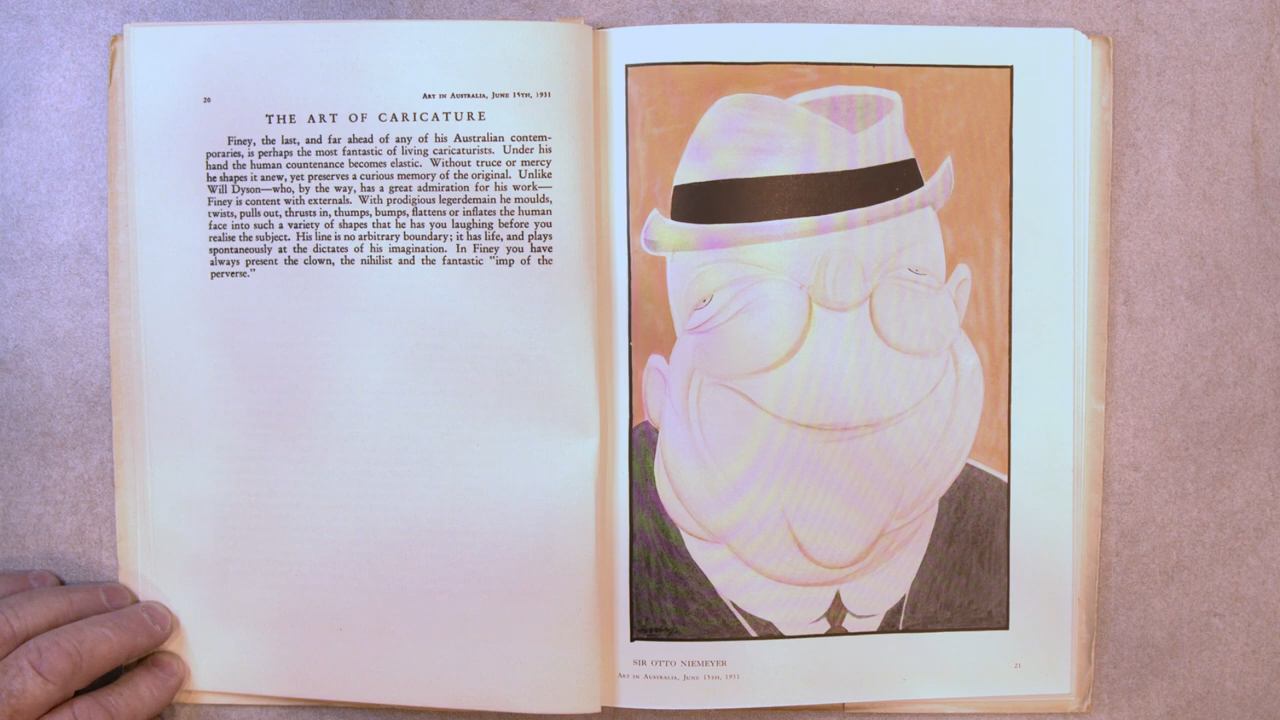 20
Art in Australia, June 15th, 1931
THE ART OF CARICATURE
Finey, the last, and far ahead of any of his Australian contem-
poraries, is perhaps the most fantastic of living caricaturists. Under his
hand the human countenance becomes elastic. Without truce or mercy
he shapes it anew, yet preserves a curious memory of the original. Unlike
Will Dyson—who, by the way, has a great admiration for his work—
Finey is content with externals. With prodigious legerdemain he moulds,
twists, pulls out, thrusts in, thumps, bumps, flattens or inflates the human
face into such a variety of shapes that he has you laughing before you
realise the subject. His line is no arbitrary boundary; it has life, and plays
spontaneously at the dictates of his imagination. In Finey you have
always present the clown, the nihilist and the fantastic "imp of the
perverse."
SIR OTTO NIEMEYER
Art in Australia, June 15th, 1931
21